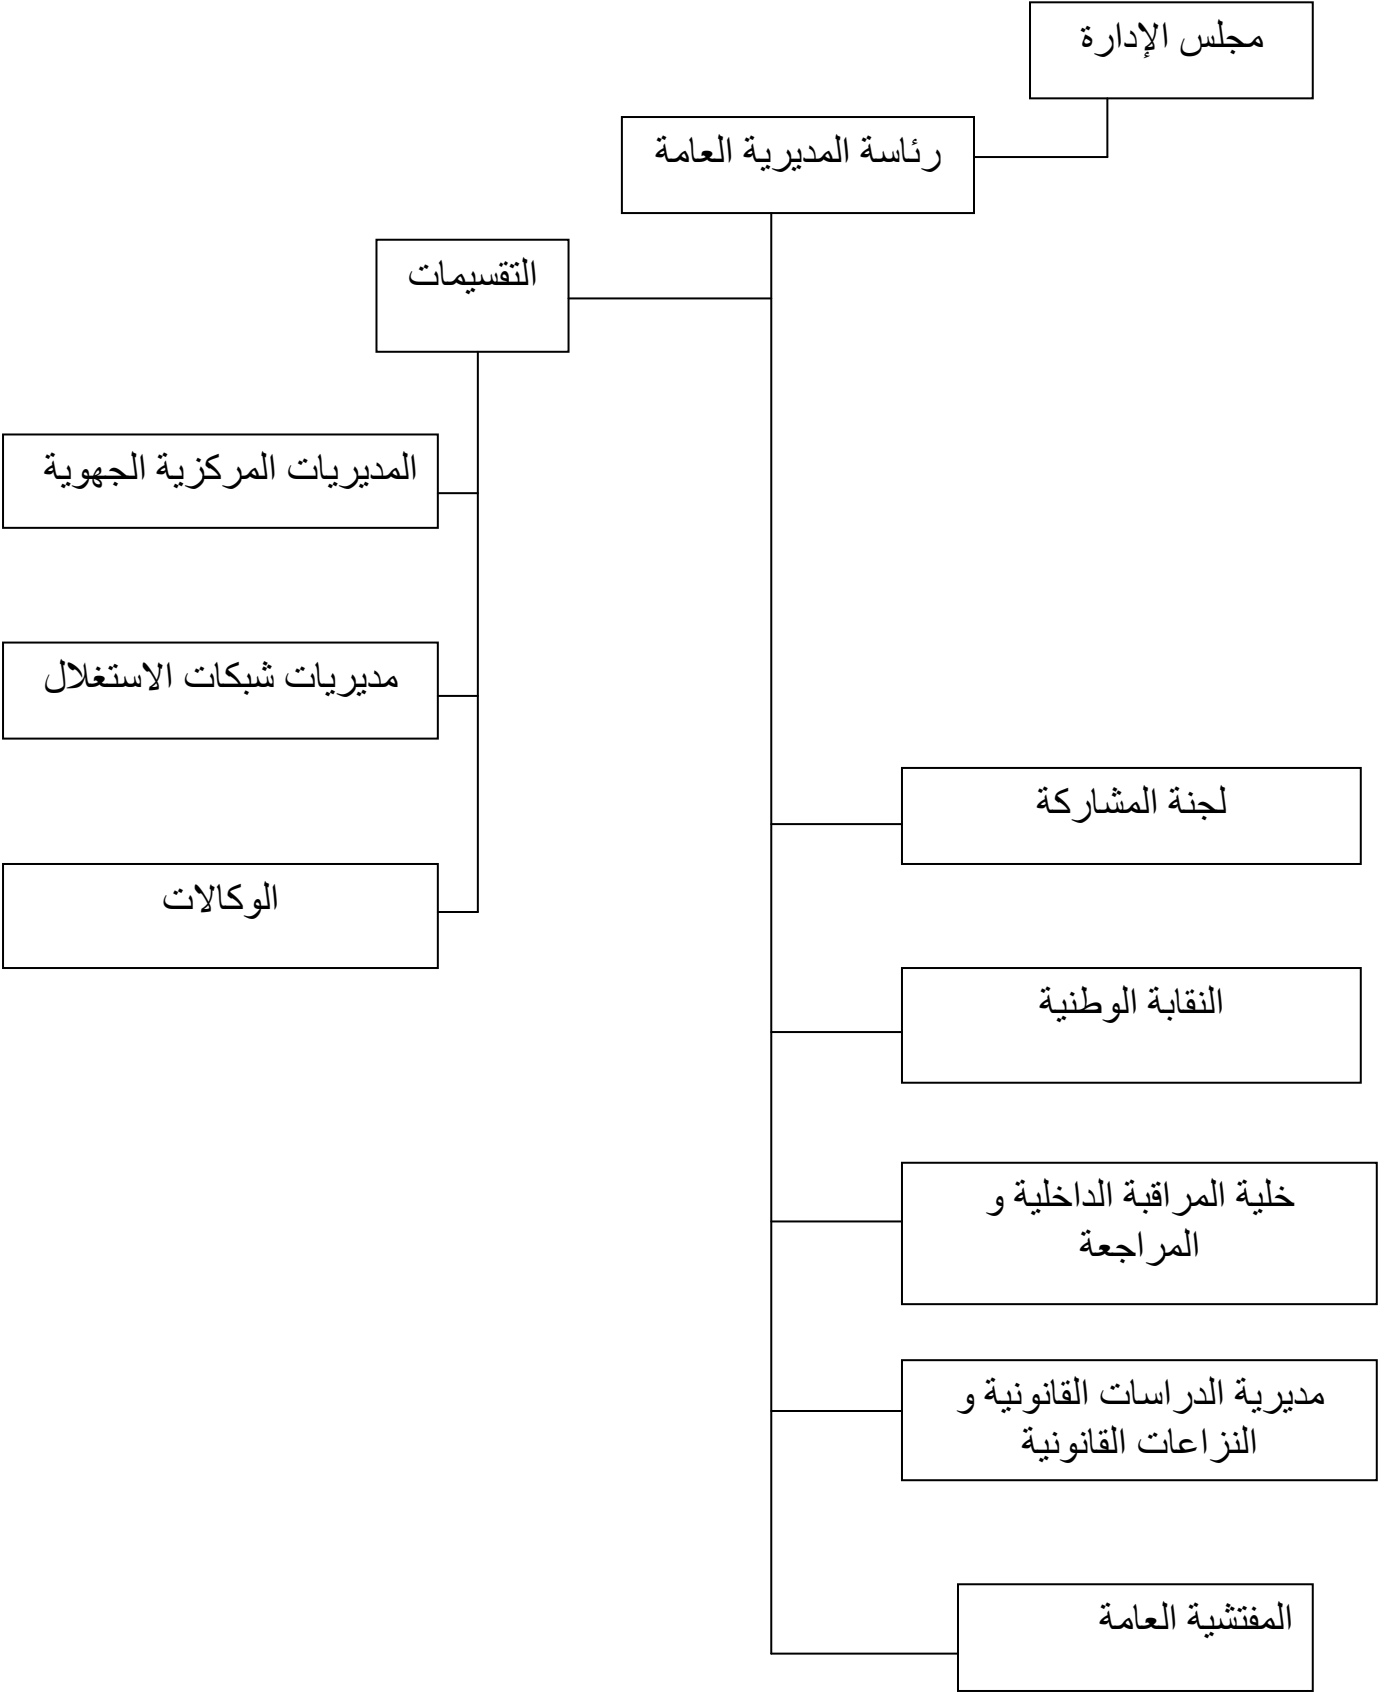 مجلس الإدارة
رئاسة المديرية العامة
التقسيمات
المديريات المركزية الجهوية
مديريات شبكات الاستغلال
الوكالات
لجنة المشاركة
النقابة الوطنية
خلية المراقبة الداخلية و
المراجعة
مديرية الدراسات القانونية و
النزاعات القانونية
المفتشية العامة